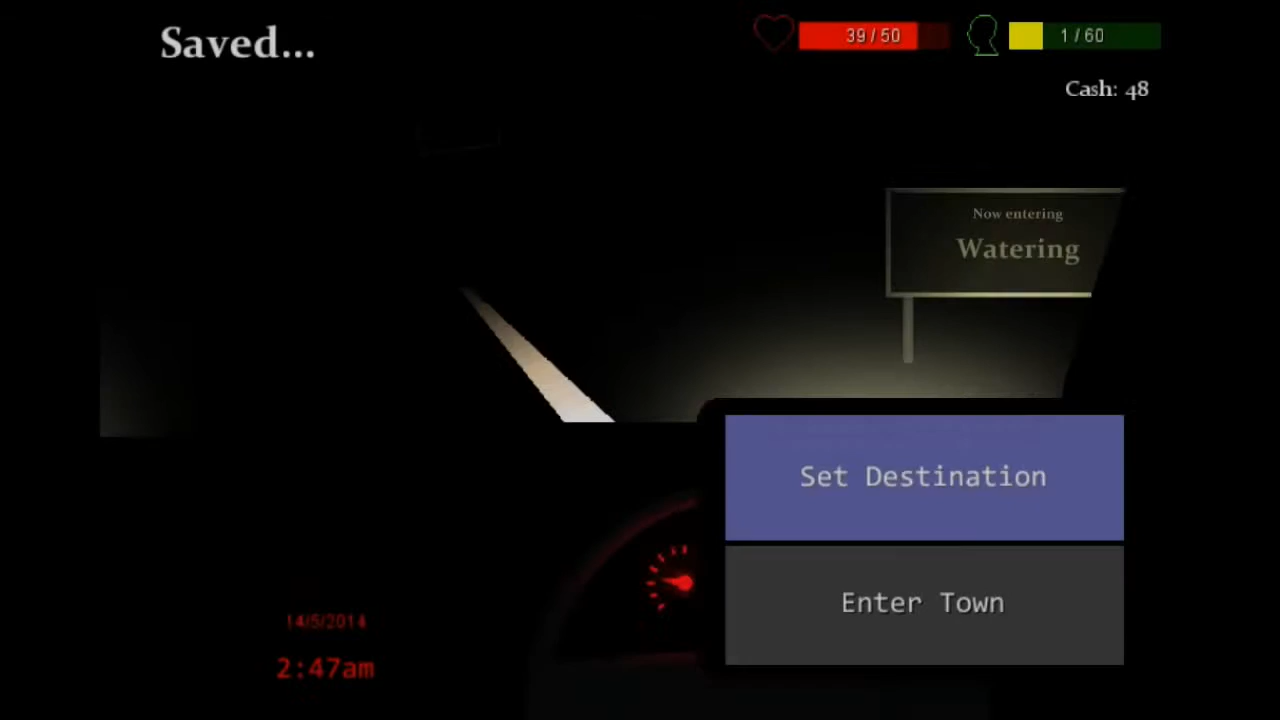 Saved...
39 / 50
1 / 60
Cash: 48
Now entering
Watering
Set Destination
Enter Town
14/5/2014
2:47am